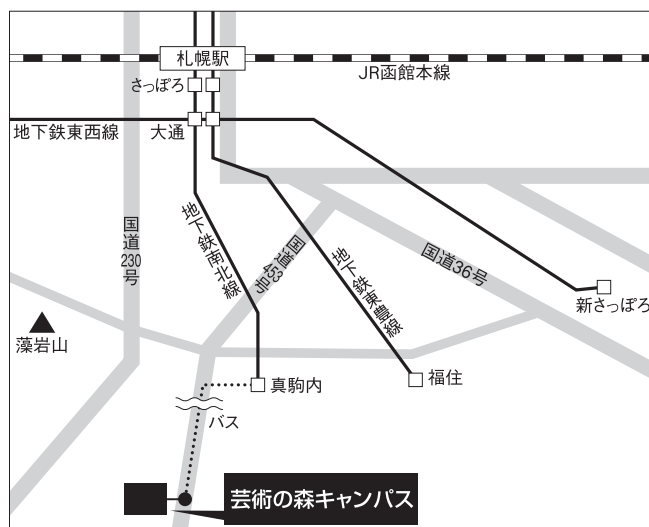 札幌駅
JR函館本線
さっぽろ
地下鉄東西線
大通
国道230号
地下鉄南北線
国道453号
地下鉄東豊線
国道36号
新さっぽろ
藻岩山
真駒内
福住
バス
芸術の森キャンパス